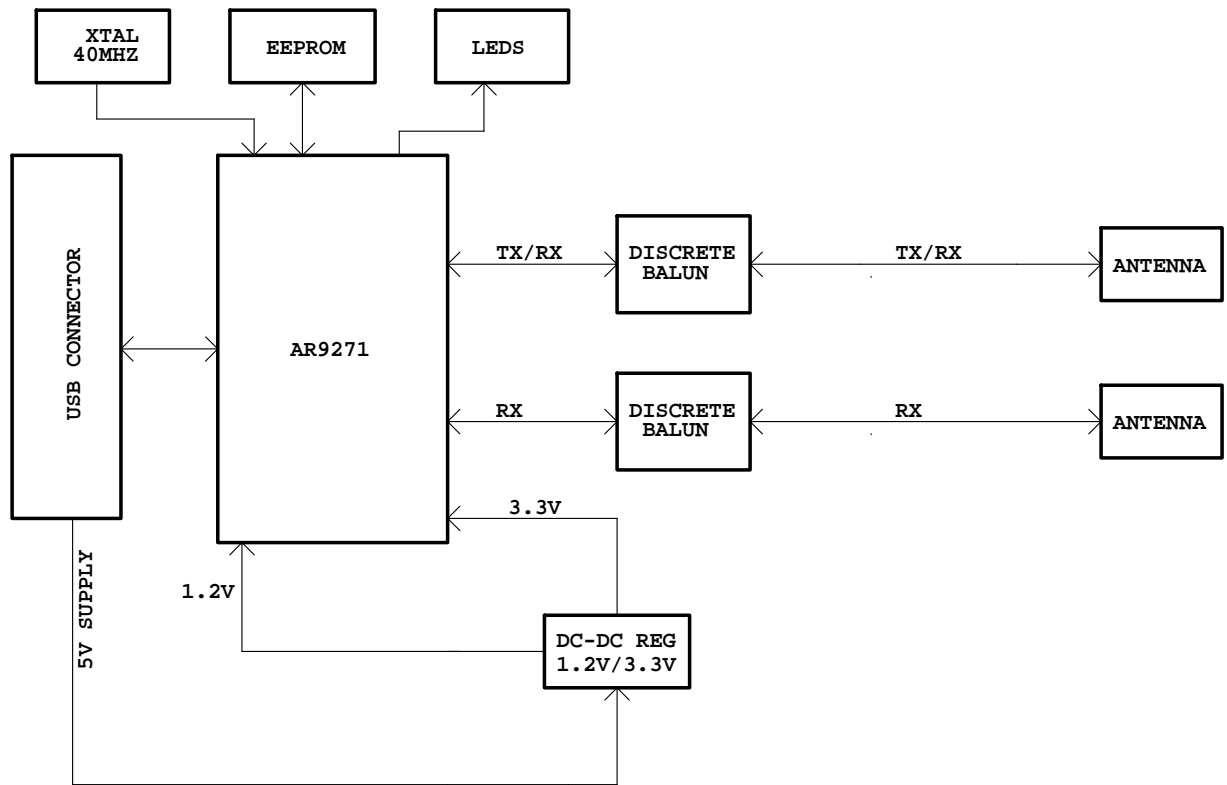 XTAL
40MHZ
EEPROM
LEDS
USB CONNECTOR
AR9271
TX/RX
DISCRETE
BALUN
TX/RX
ANTENNA
RX
DISCRETE
BALUN
RX
ANTENNA
3.3V
1.2V
5V SUPPLY
DC-DC REG
1.2V/3.3V